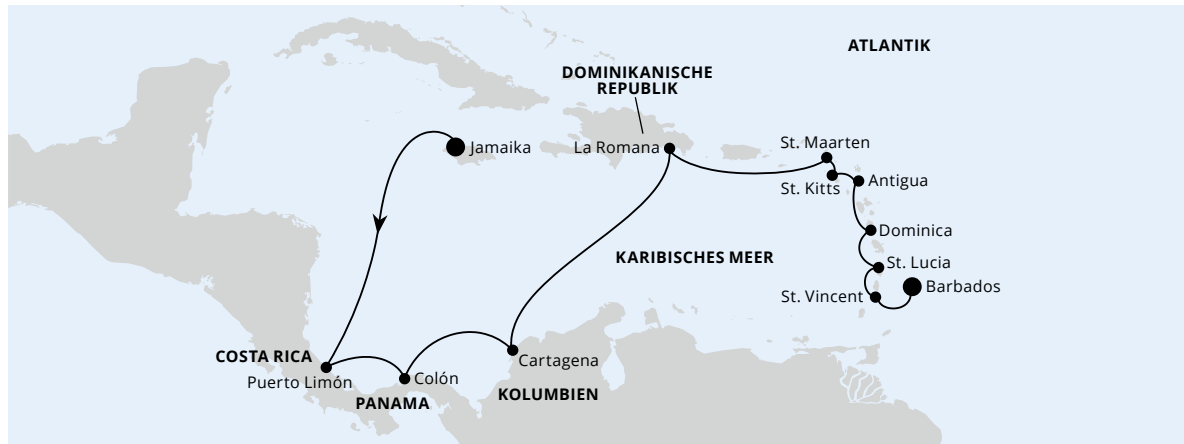 ATLANTIK
DOMINIKANISCHE
REPUBLIK
St. Maarten
Jamaika
La Romana
St. Kitts
Antigua
Dominica
KARIBISCHES MEER
St. Lucia
St. Vincent
Barbados
COSTA RICA
Puerto Limón
Cartagena
Colón
PANAMA
KOLUMBIEN